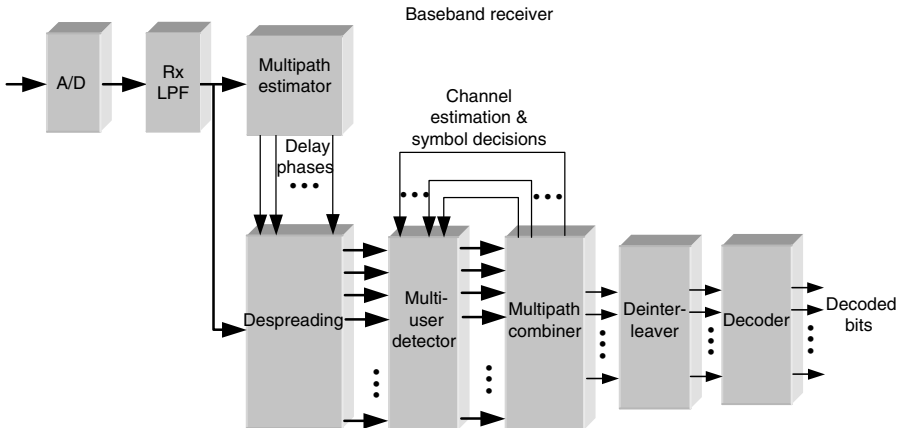 Baseband receiver
A/D
Rx
LPF
Multipath
estimator
Channel
estimation &
symbol decisions
Delay
phases
Despreading
Multi-
user
detector
Multipath
combiner
Deinter-
leaver
Decoder
Decoded
bits